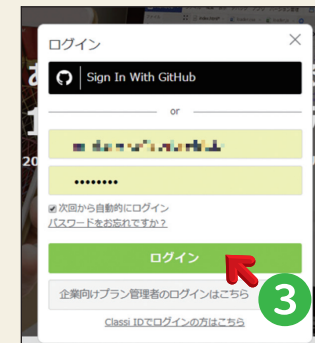 ログイン
Sign In With GitHub
or
••••••••
次回から自動的にログイン
パスワードをお忘れですか?
ログイン
企業向けプラン管理者のログインはこちら
3
Classi IDでログインの方はこちら